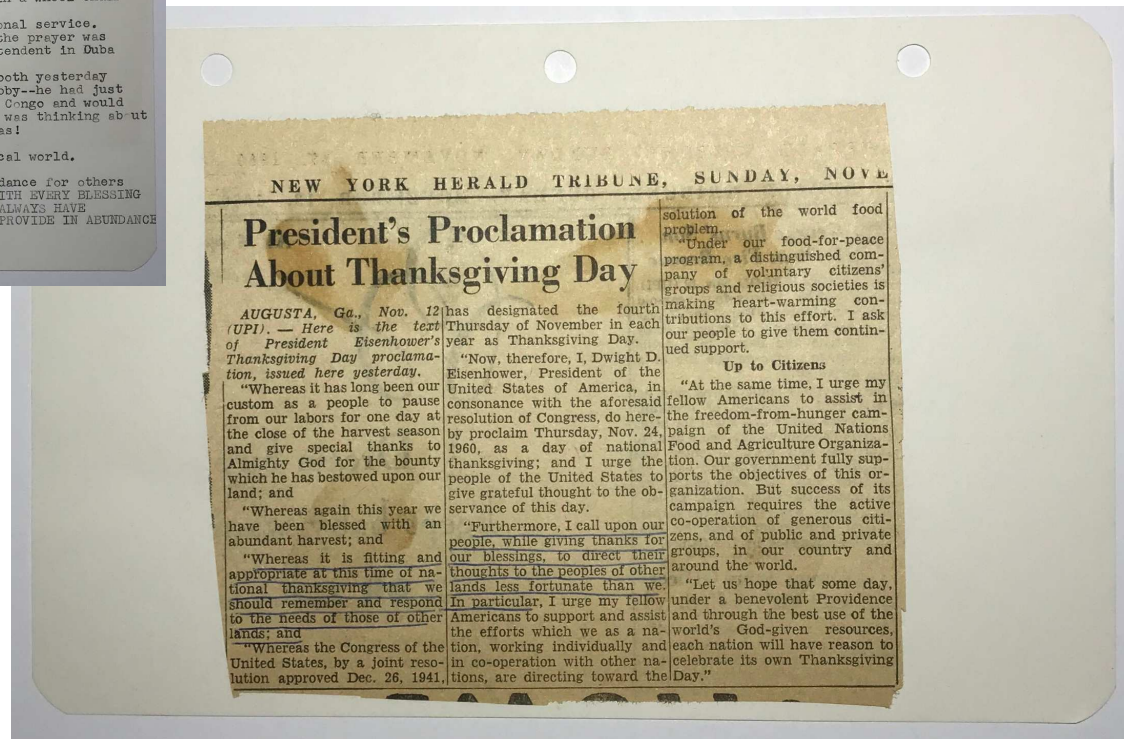 onal service.
the prayer was
tendent in Duba
both yesterday
bby--he had just
Congo and would
was thinking ab ut
as!
cal world.
dance for others
ITH EVERY BLESSING
ALWAYS HAVE
PROVIDE IN ABUNDANCE
NEW YORK HERALD TRIBUNE, SUNDAY, NOVE
President's Proclamation
About Thanksgiving Day
AUGUSTA, Ga., Nov. 12
(UPI). — Here is the text
of President Eisenhower's
Thanksgiving Day proclama-
tion, issued here yesterday.
"Whereas it has long been our
custom as a people to pause
from our labors for one day at
the close of the harvest season
and give special thanks to
Almighty God for the bounty
which he has bestowed upon our
land; and
"Whereas again this year we
have been blessed with an
abundant harvest; and
"Whereas it is fitting and
appropriate at this time of na-
tional thanksgiving that we
should remember and respond
to the needs of those of other
lands; and
"Whereas the Congress of the
United States, by a joint reso-
lution approved Dec. 26, 1941,
has designated the fourth
Thursday of November in each
year as Thanksgiving Day.
"Now, therefore, I, Dwight D.
Eisenhower, President of the
United States of America, in
consonance with the aforesaid
resolution of Congress, do here-
by proclaim Thursday, Nov. 24,
1960, as a day of national
thanksgiving; and I urge the
people of the United States to
give grateful thought to the ob-
servance of this day.
"Furthermore, I call upon our
people, while giving thanks for
our blessings, to direct their
thoughts to the peoples of other
lands less fortunate than we.
In particular, I urge my fellow
Americans to support and assist
the efforts which we as a na-
tion, working individually and
in co-operation with other na-
tions, are directing toward the
solution of the world food
problem.
"Under our food-for-peace
program, a distinguished com-
pany of voluntary citizens'
groups and religious societies is
making heart-warming con-
tributions to this effort. I ask
our people to give them contin-
ued support.
Up to Citizens
"At the same time, I urge my
fellow Americans to assist in
the freedom-from-hunger cam-
paign of the United Nations
Food and Agriculture Organiza-
tion. Our government fully sup-
ports the objectives of this or-
ganization. But success of its
campaign requires the active
co-operation of generous citi-
zens, and of public and private
groups, in our country and
around the world.
"Let us hope that some day,
under a benevolent Providence
and through the best use of the
world's God-given resources,
each nation will have reason to
celebrate its own Thanksgiving
Day."